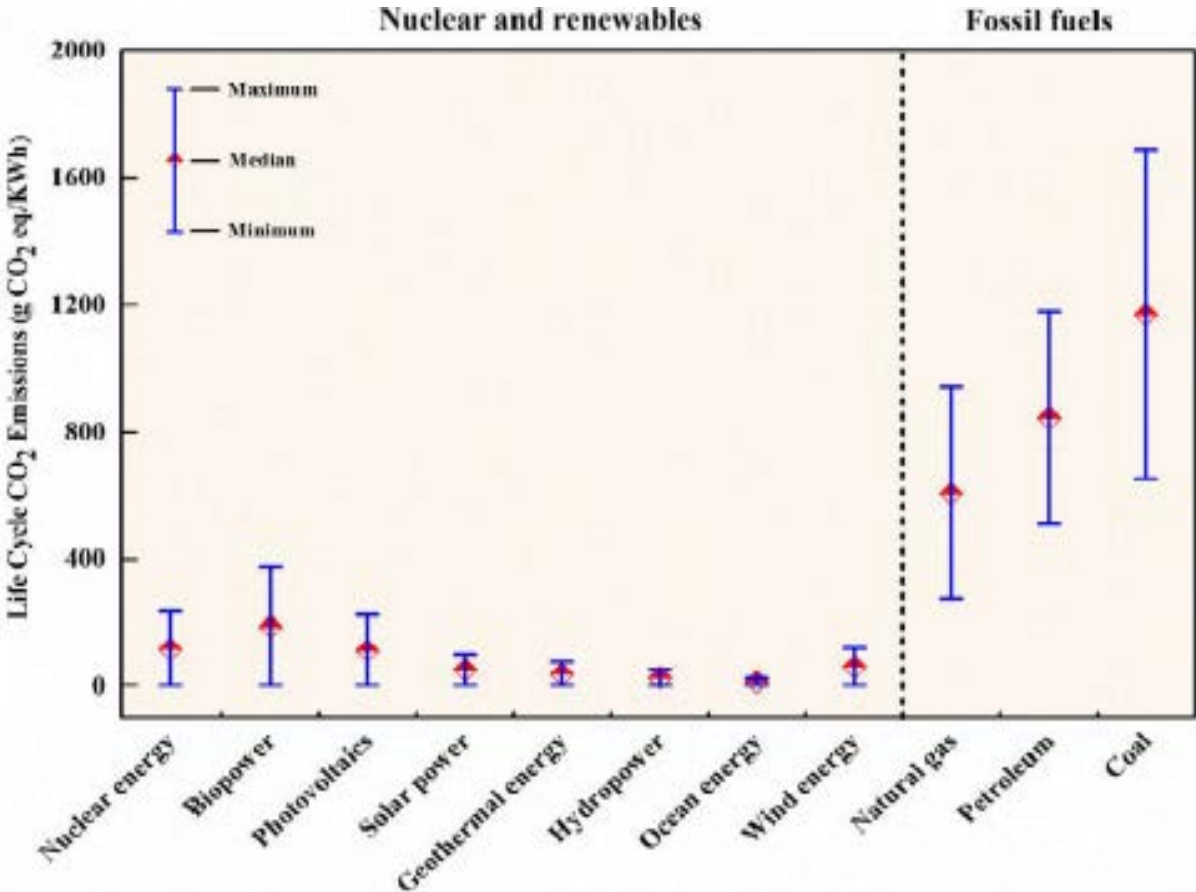 Nuclear and renewables
Fossil fuels
Life Cycle CO₂ Emissions (g CO₂ eq/KWh)
2000
1600
1200
800
400
0
Maximum
Median
Minimum
Nuclear energy
Biopower
Photovoltaics
Solar power
Geothermal energy
Hydropower
Ocean energy
Wind energy
Natural gas
Petroleum
Coal